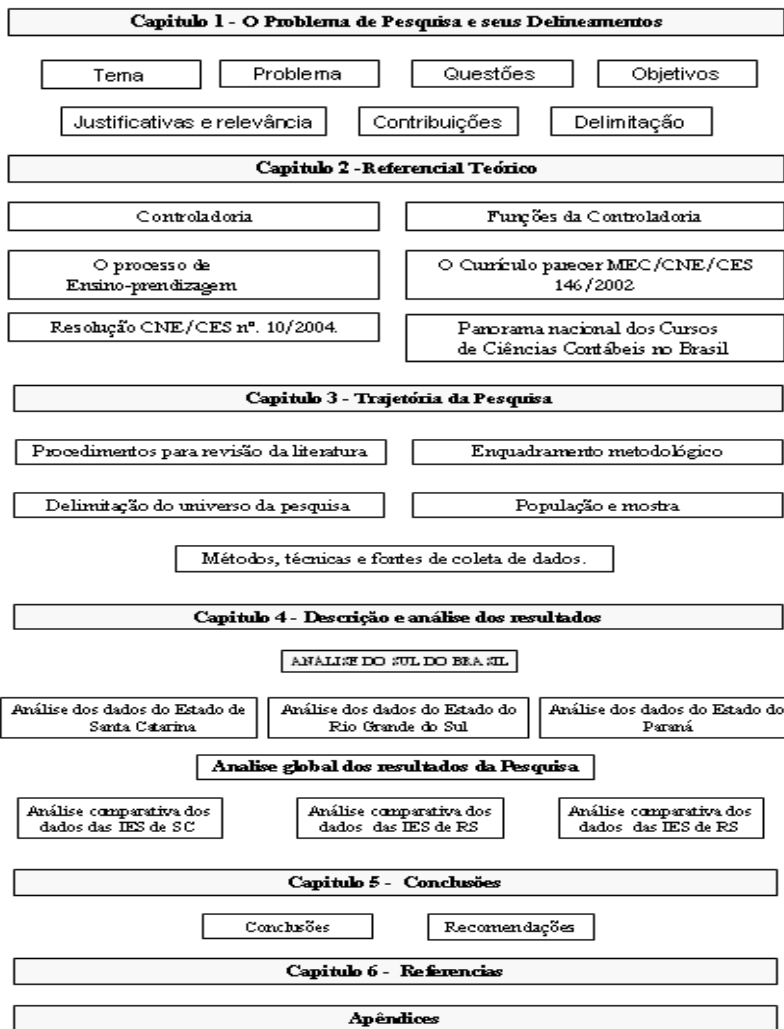 Capitulo 1 - O Problema de Pesquisa e seus Delineamentos
Tema
Problema
Questões
Objetivos
Justificativas e relevância
Contribuições
Delimitação
Capitulo 2 -Referencial Teórico
Controladoria
Funções da Controladoria
O processo de
Ensino-prendizagem
O Currículo parecer MEC/CNE/CES
146/2002
Resolução CNE/CES nº. 10/2004.
Panorama nacional dos Cursos
de Ciências Contábeis no Brasil
Capitulo 3 - Trajetória da Pesquisa
Procedimentos para revisão da literatura
Enquadramento metodológico
Delimitação do universo da pesquisa
População e mostra
Métodos, técnicas e fontes de coleta de dados.
Capitulo 4 - Descrição e análise dos resultados
ANALISE DO SUL DO BRASIL
Análise dos dados do Estado de
Santa Catarina
Análise dos dados do Estado do
Rio Grande do Sul
Análise dos dados do Estado do
Paraná
Analise global dos resultados da Pesquisa
Análise comparativa dos
dados das IES de SC
Análise comparativa dos
dados das IES de RS
Análise comparativa dos
dados das IES de RS
Capitulo 5 - Conclusões
Conclusões
Recomendações
Capitulo 6 - Referencias
Apêndices